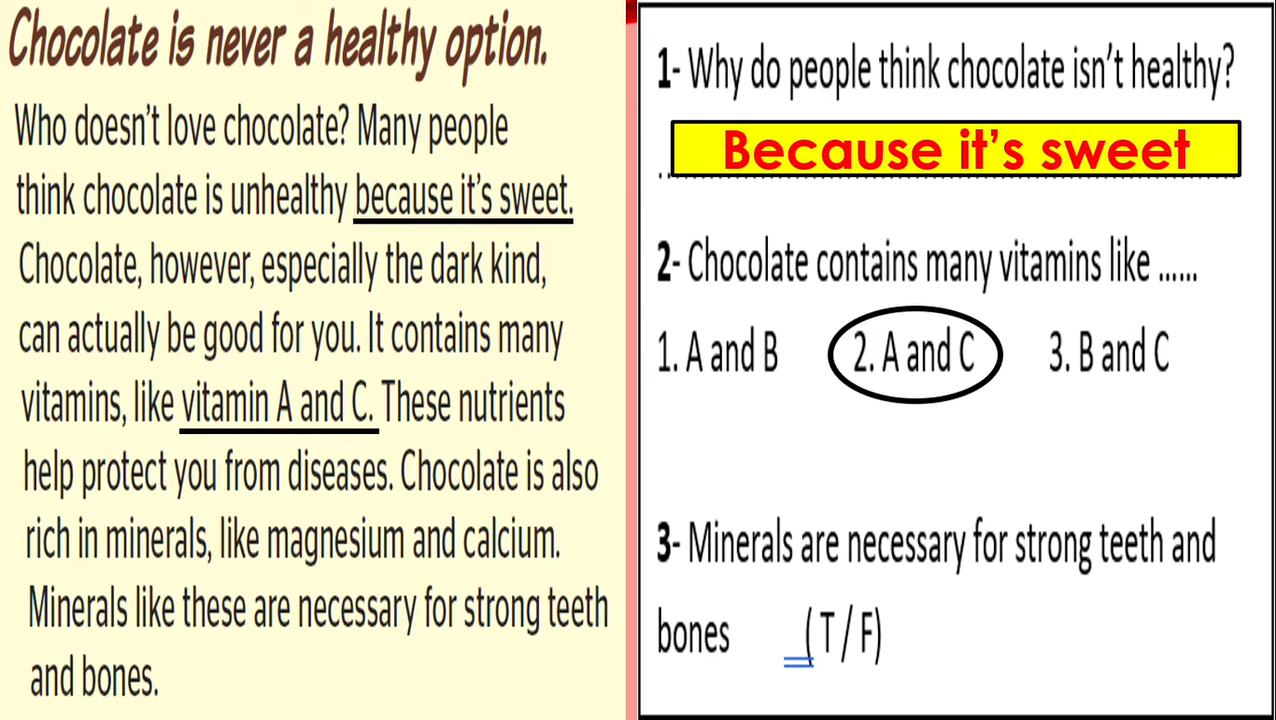 Chocolate is never a healthy option.
Who doesn't love chocolate? Many people
think chocolate is unhealthy because it's sweet.
Chocolate, however, especially the dark kind,
can actually be good for you. It contains many
vitamins, like vitamin A and C. These nutrients
help protect you from diseases. Chocolate is also
rich in minerals, like magnesium and calcium.
Minerals like these are necessary for strong teeth
and bones.
1- Why do people think chocolate isn't healthy?
Because it's sweet
2- Chocolate contains many vitamins like ......
1. A and B 2. A and C 3. B and C
3- Minerals are necessary for strong teeth and
bones (T / F)